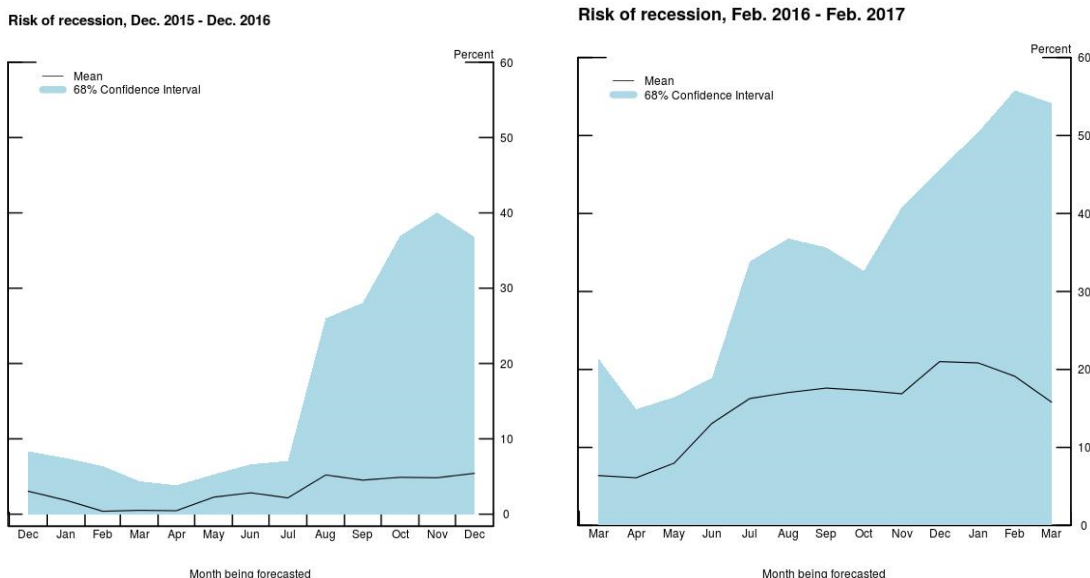 Risk of recession, Dec. 2015 - Dec. 2016
Percent
Mean
68% Confidence Interval
60
50
40
30
20
10
0
Dec Jan Feb Mar Apr May Jun Jul Aug Sep Oct Nov Dec
Month being forecasted
Risk of recession, Feb. 2016 - Feb. 2017
Percent
Mean
68% Confidence Interval
60
50
40
30
20
10
0
Mar Apr May Jun Jul Aug Sep Oct Nov Dec Jan Feb Mar
Month being forecasted